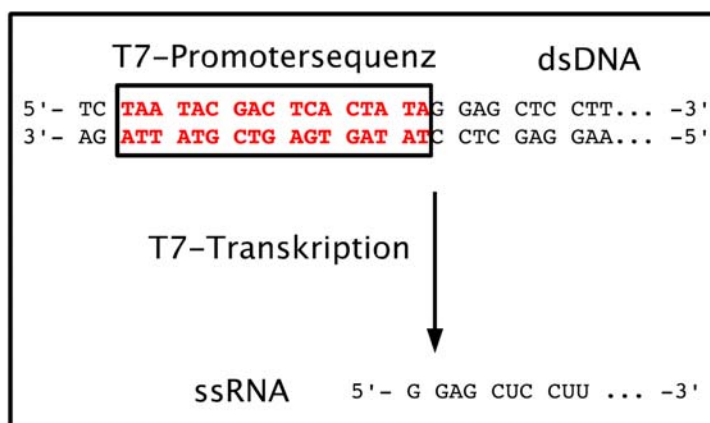 T7-Promotersequenz dsDNA
5'- TC TAA TAC GAC TCA CTA TAG GAG CTC CTT... -3'
3'- AG ATT ATG CTG AGT GAT ATC CTC GAG GAA... -5'
T7-Transkription
ssRNA 5'- G GAG CUC CUU ... -3'